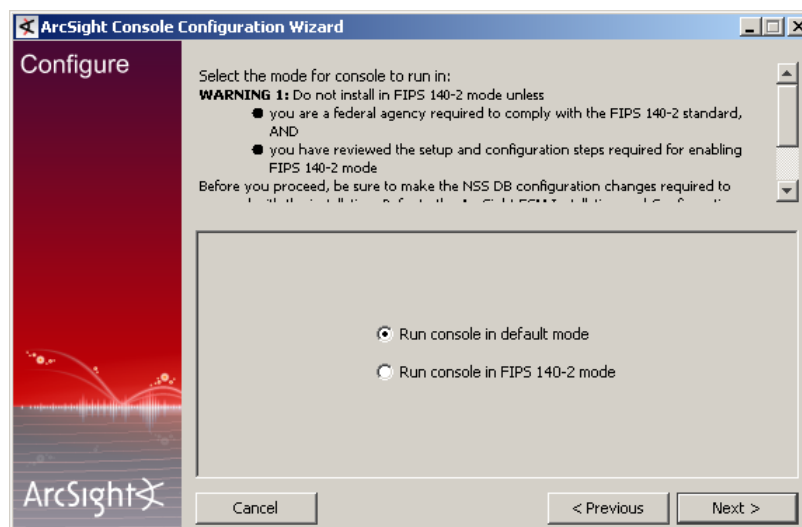 ArcSight Console Configuration Wizard
Configure
Select the mode for console to run in:
WARNING 1: Do not install in FIPS 140-2 mode unless
you are a federal agency required to comply with the FIPS 140-2 standard,
AND
you have reviewed the setup and configuration steps required for enabling
FIPS 140-2 mode
Before you proceed, be sure to make the NSS DB configuration changes required to
Run console in default mode
Run console in FIPS 140-2 mode
ArcSight
Cancel
< Previous
Next >